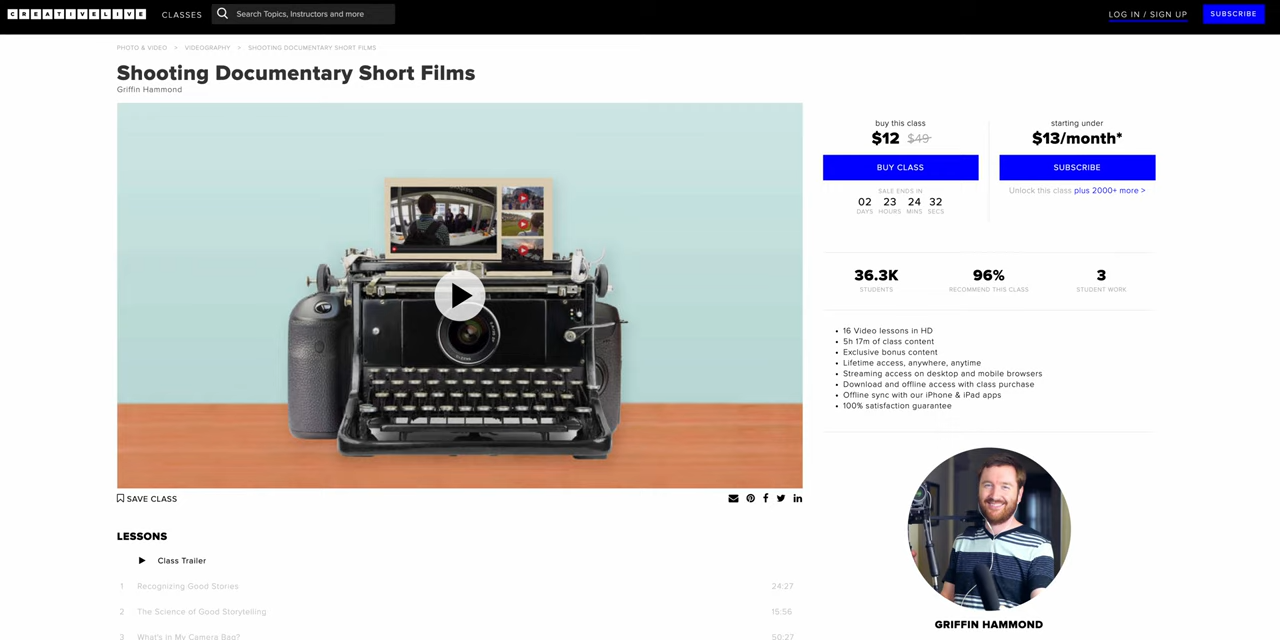 CREATIVELIVE CLASSES Search Topics, Instructors and more LOG IN / SIGN UP SUBSCRIBE
PHOTO & VIDEO > VIDEOGRAPHY > SHOOTING DOCUMENTARY SHORT FILMS
Shooting Documentary Short Films
Griffin Hammond
buy this class
$12 $49
BUY CLASS
SALE ENDS IN
02 23 24 32
DAYS HOURS MINS SECS
starting under
$13/month*
SUBSCRIBE
Unlock this class plus 2000+ more >
36.3K 96% 3
STUDENTS RECOMMEND THIS CLASS STUDENT WORK
• 16 Video lessons in HD
• 5h 17m of class content
• Exclusive bonus content
• Lifetime access, anywhere, anytime
• Streaming access on desktop and mobile browsers
• Download and offline access with class purchase
• Offline sync with our iPhone & iPad apps
• 100% satisfaction guarantee
GRIFFIN HAMMOND
SAVE CLASS
LESSONS
Class Trailer
1 Recognizing Good Stories 24:27
2 The Science of Good Storytelling 15:56
3 What's in My Camera Bag? 50:27